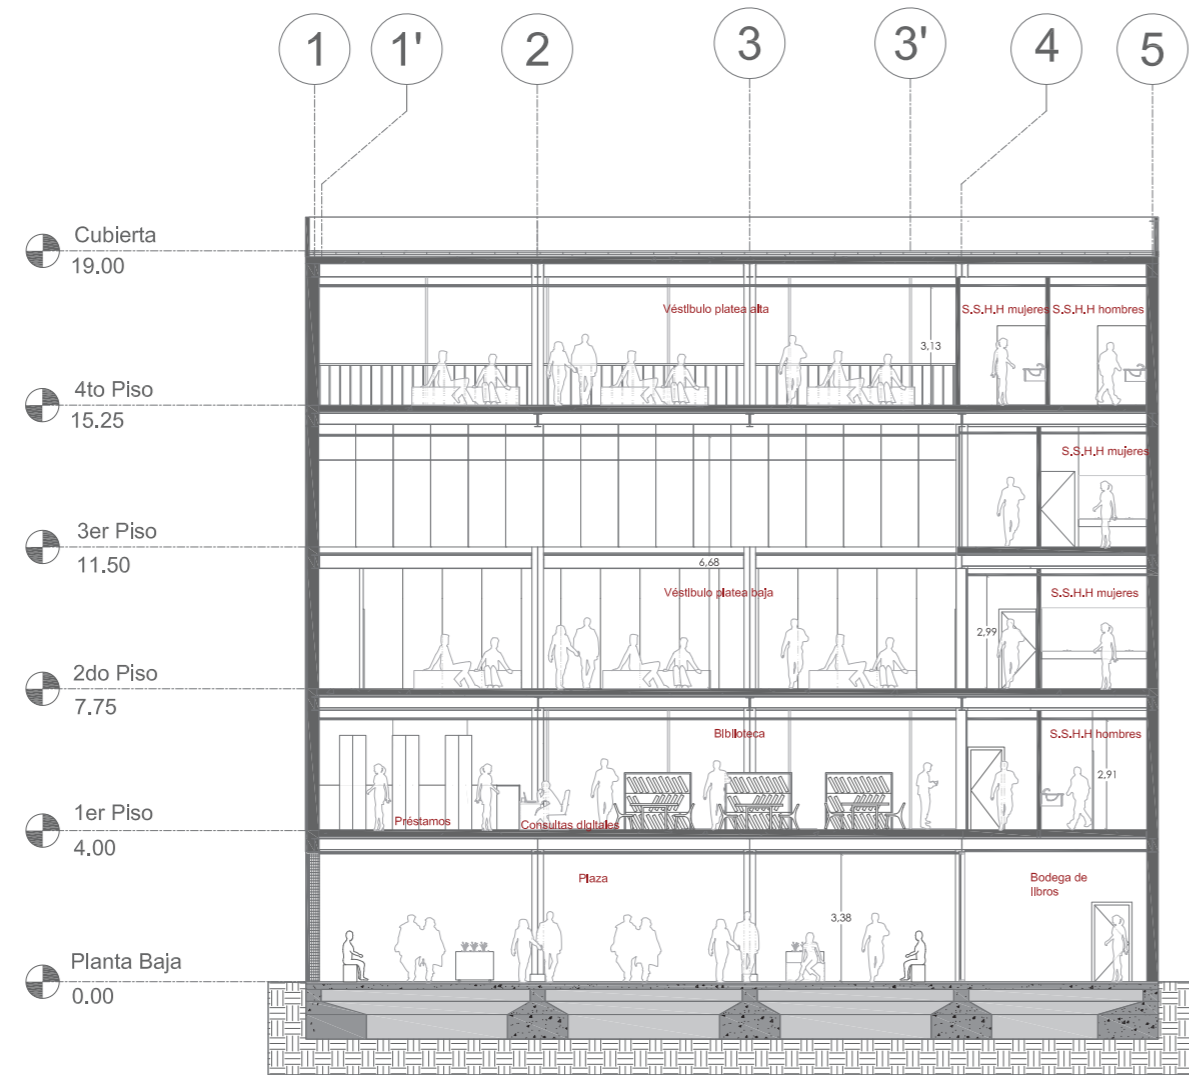 1 1' 2 3 3' 4 5
Cubierta
19.00
Véstibulo platea alta
S.S.H.H mujeres
S.S.H.H hombres
3,13
4to Piso
15.25
S.S.H.H mujeres
3er Piso
11.50
6,68
Véstibulo platea baja
S.S.H.H mujeres
2,99
2do Piso
7.75
Biblioteca
S.S.H.H hombres
2,91
1er Piso
4.00
Préstamos
Consultas digitales
Plaza
Bodega de
libros
3,38
Planta Baja
0.00